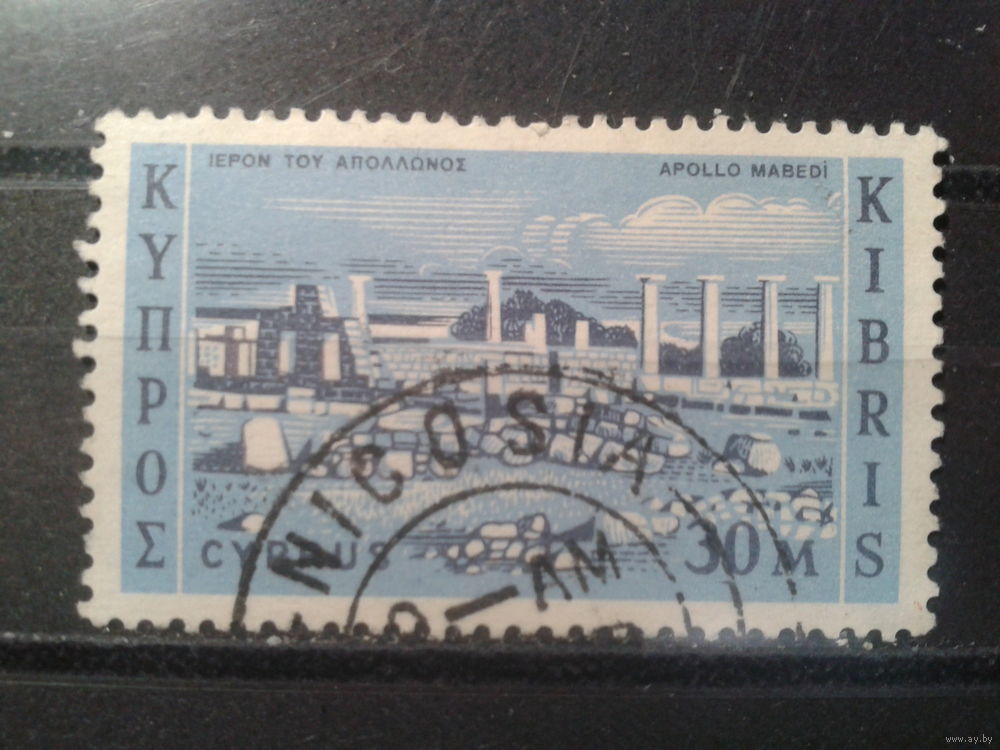 ΙΕΡΟΝ ΤΟΥ ΑΠΟΛΛΩΝΟΣ
APOLLO MABEDİ
ΚΥΠΡΟΣ
KIBRIS
CYPRUS
30 M
NICOSIA
AM
www.ay.by